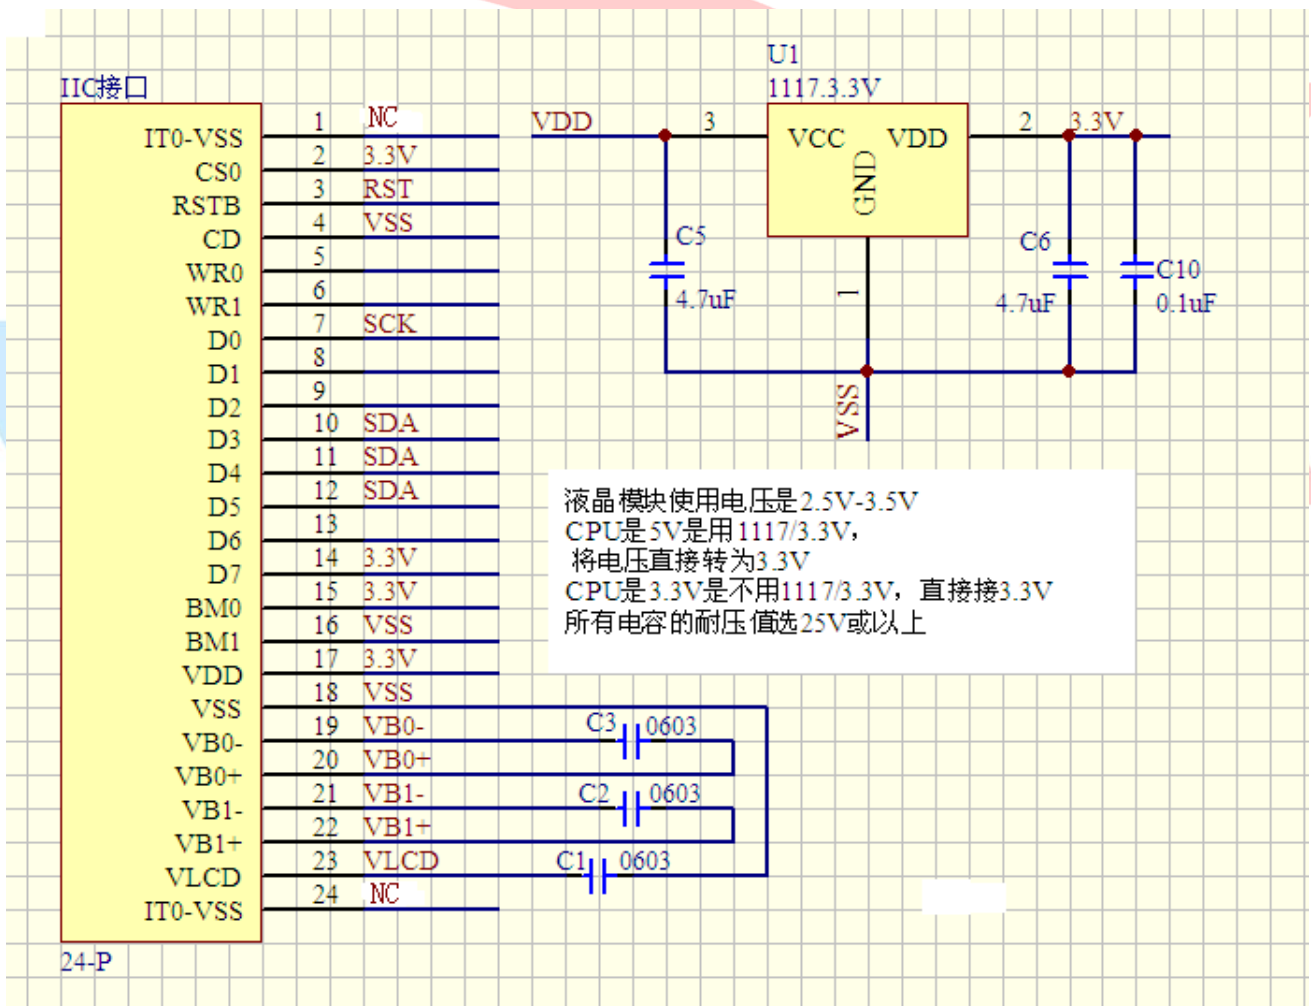 IIC接口
IT0-VSS 1 NC
CS0 2 3.3V
RSTB 3 RST
CD 4 VSS
WR0 5
WR1 6
D0 7 SCK
D1 8
D2 9
D3 10 SDA
D4 11 SDA
D5 12 SDA
D6 13
D7 14 3.3V
BM0 15 3.3V
BM1 16 VSS
VDD 17 3.3V
VSS 18 VSS
VB0- 19 VB0- C3 0603
VB0+ 20 VB0+
VB1- 21 VB1- C2 0603
VB1+ 22 VB1+
VLCD 23 VLCD C1 0603
IT0-VSS 24 NC
24-P
U1
1117.3.3V
VDD 3 VCC VDD 2 3.3V
GND
C5
4.7uF
1
C6
4.7uF
C10
0.1uF
VSS
液晶模块使用电压是2.5V-3.5V
CPU是5V是用1117/3.3V，
将电压直接转为3.3V
CPU是3.3V是不用1117/3.3V，直接接3.3V
所有电容的耐压值选25V或以上